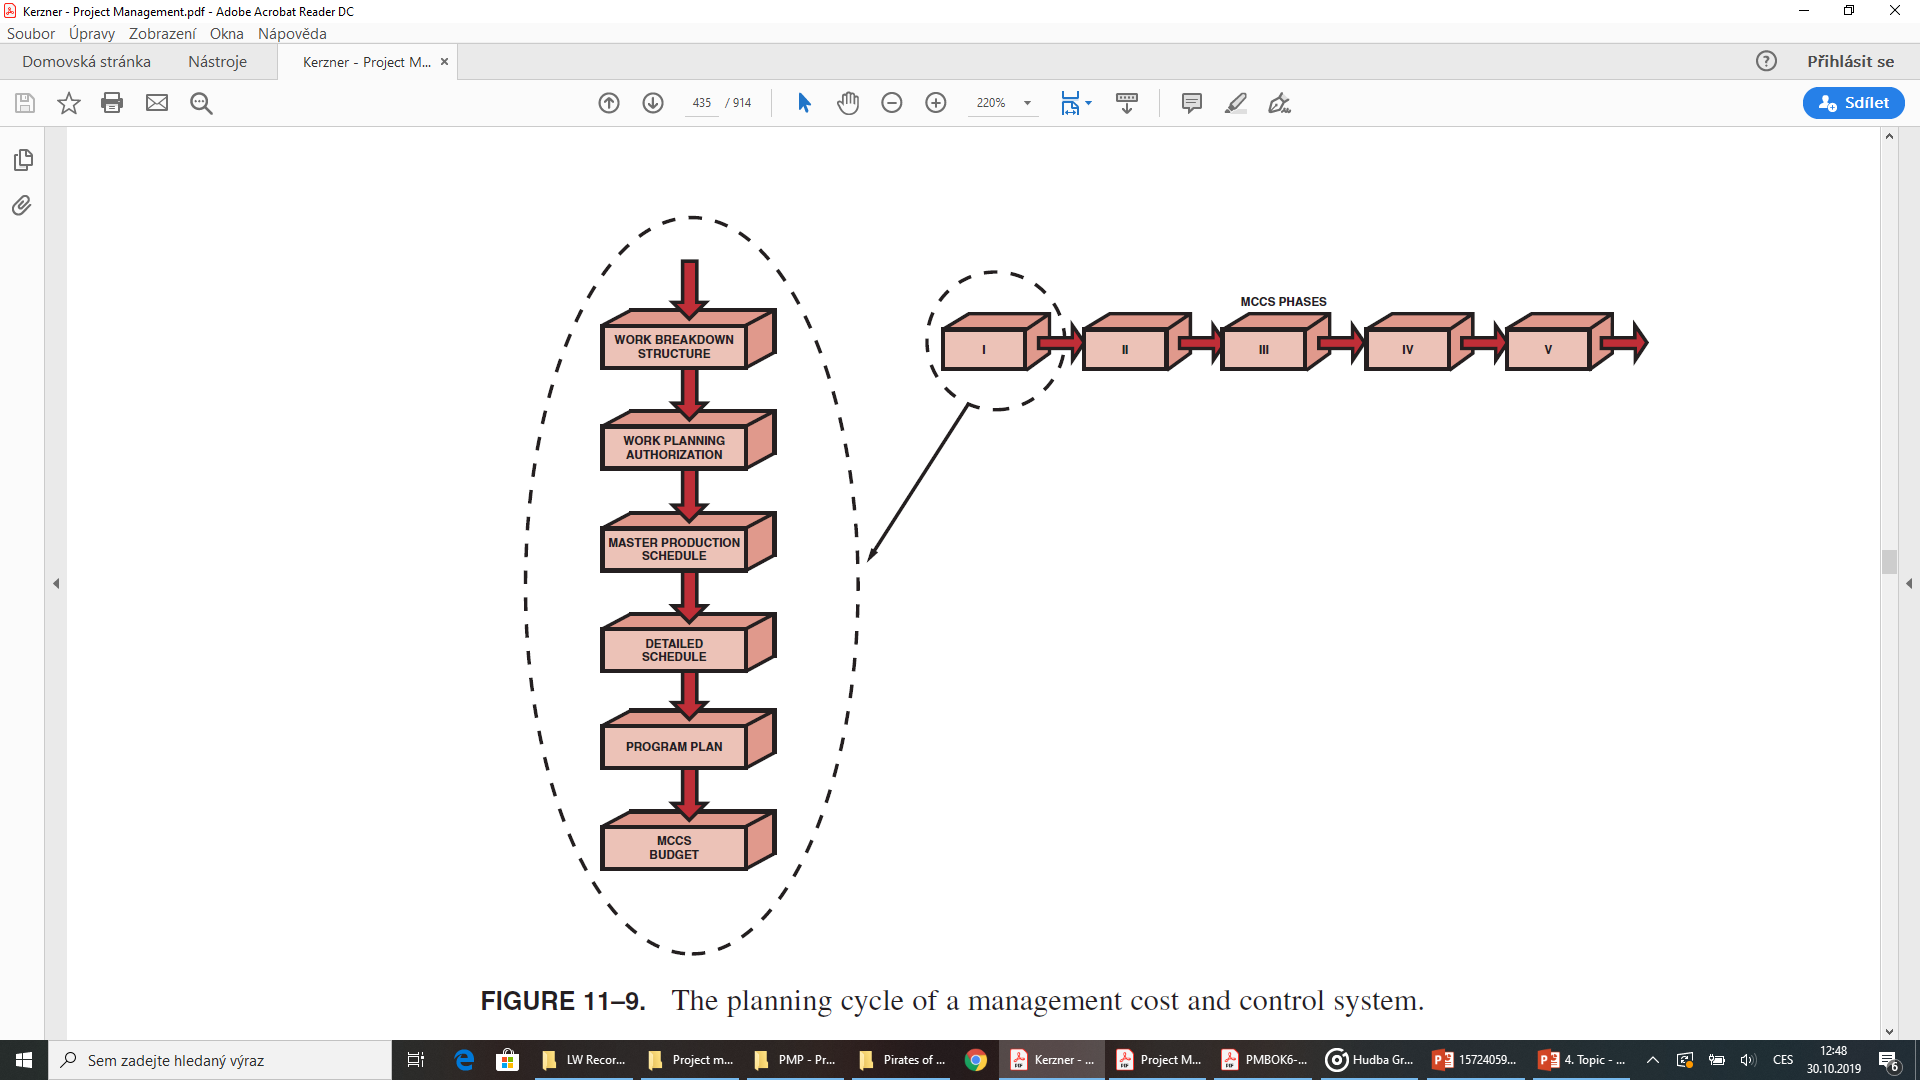 Kerzner - Project Management.pdf - Adobe Acrobat Reader DC
Soubor Úpravy Zobrazení Okna Nápověda
Domovská stránka Nástroje Kerzner - Project M... × Přihlásit se
435 / 914 220% Sdílet
MCCS PHASES
I II III IV V
WORK BREAKDOWN
STRUCTURE
WORK PLANNING
AUTHORIZATION
MASTER PRODUCTION
SCHEDULE
DETAILED
SCHEDULE
PROGRAM PLAN
MCCS
BUDGET
FIGURE 11–9. The planning cycle of a management cost and control system.
Sem zadejte hledaný výraz LW Recor... Project m... PMP - Pr... Pirates of ... Kerzner - ... Project M... PMBOK6-... Hudba Gr... 15724059... 4. Topic - ... CES 12:48
30.10.2019 6